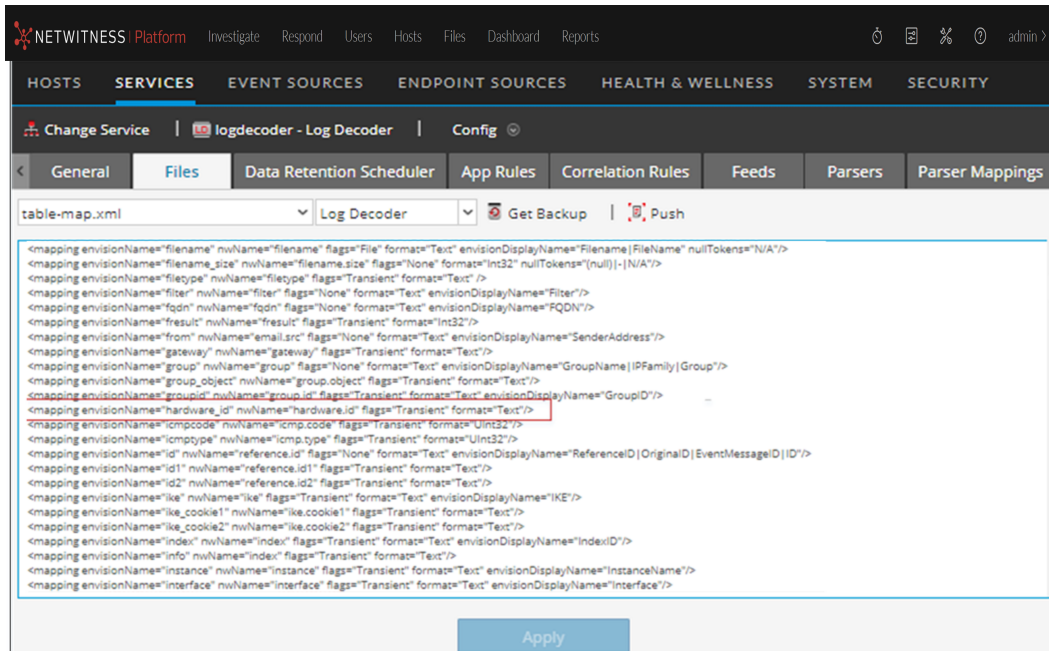 NETWITNESS | Platform Investigate Respond Users Hosts Files Dashboard Reports admin >
HOSTS SERVICES EVENT SOURCES ENDPOINT SOURCES HEALTH & WELLNESS SYSTEM SECURITY
Change Service | LD logdecoder - Log Decoder | Config
< General Files Data Retention Scheduler App Rules Correlation Rules Feeds Parsers Parser Mappings
table-map.xml Log Decoder Get Backup | Push
<mapping envisionName="filename" nwName="filename" flags="File" format="Text" envisionDisplayName="Filename|FileName" nullTokens="N/A"/>
<mapping envisionName="filename_size" nwName="filename.size" flags="None" format="Int32" nullTokens="(null)|-|N/A"/>
<mapping envisionName="filetype" nwName="filetype" flags="Transient" format="Text" />
<mapping envisionName="filter" nwName="filter" flags="None" format="Text" envisionDisplayName="Filter"/>
<mapping envisionName="fqdn" nwName="fqdn" flags="None" format="Text" envisionDisplayName="FQDN"/>
<mapping envisionName="fresult" nwName="fresult" flags="Transient" format="Int32"/>
<mapping envisionName="from" nwName="email.src" flags="None" format="Text" envisionDisplayName="SenderAddress"/>
<mapping envisionName="gateway" nwName="gateway" flags="Transient" format="Text"/>
<mapping envisionName="group" nwName="group" flags="None" format="Text" envisionDisplayName="GroupName|IPFamily|Group"/>
<mapping envisionName="group_object" nwName="group.object" flags="Transient" format="Text"/>
<mapping envisionName="groupid" nwName="group.id" flags="Transient" format="Text" envisionDisplayName="GroupID"/>
<mapping envisionName="hardware_id" nwName="hardware.id" flags="Transient" format="Text"/>
<mapping envisionName="icmpcode" nwName="icmp.code" flags="Transient" format="UInt32"/>
<mapping envisionName="icmptype" nwName="icmp.type" flags="Transient" format="UInt32"/>
<mapping envisionName="id" nwName="reference.id" flags="None" format="Text" envisionDisplayName="ReferenceID|OriginalID|EventMessageID|ID"/>
<mapping envisionName="id1" nwName="reference.id1" flags="Transient" format="Text"/>
<mapping envisionName="id2" nwName="reference.id2" flags="Transient" format="Text"/>
<mapping envisionName="ike" nwName="ike" flags="Transient" format="Text" envisionDisplayName="IKE"/>
<mapping envisionName="ike_cookie1" nwName="ike.cookie1" flags="Transient" format="Text"/>
<mapping envisionName="ike_cookie2" nwName="ike.cookie2" flags="Transient" format="Text"/>
<mapping envisionName="index" nwName="index" flags="Transient" format="Text" envisionDisplayName="IndexID"/>
<mapping envisionName="info" nwName="index" flags="Transient" format="Text"/>
<mapping envisionName="instance" nwName="instance" flags="Transient" format="Text" envisionDisplayName="InstanceName"/>
<mapping envisionName="interface" nwName="interface" flags="Transient" format="Text" envisionDisplayName="Interface"/>
Apply